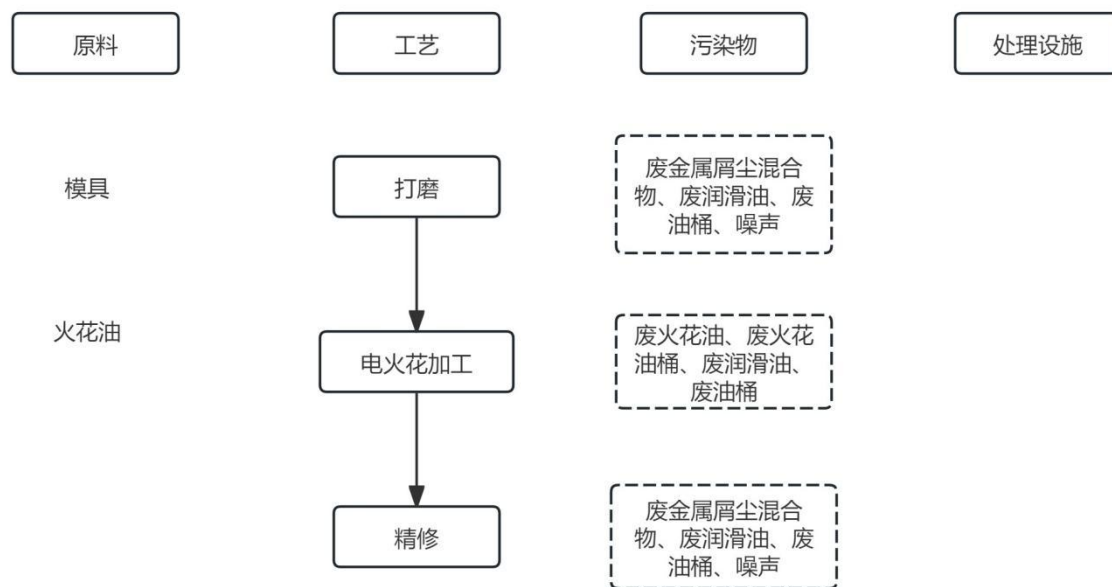 原料
工艺
污染物
处理设施
模具
打磨
废金属屑尘混合
物、废润滑油、废
油桶、噪声
火花油
电火花加工
废火花油、废火花
油桶、废润滑油、
废油桶
精修
废金属屑尘混合
物、废润滑油、废
油桶、噪声